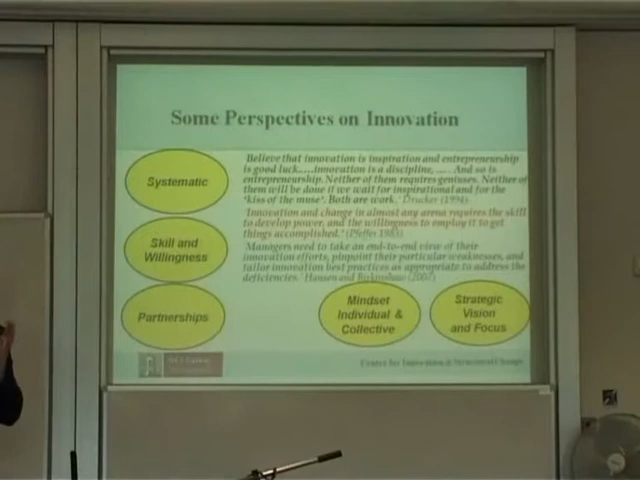 Some Perspectives on Innovation
Systematic
'Believe that innovation is inspiration and entrepreneurship
is good luck.....innovation is a discipline, ..... And so is
entrepreneurship. Neither of them requires geniuses. Neither of
them will be done if we wait for inspirational and for the
"kiss of the muse". Both are work.' Drucker (1994)
'Innovation and change in almost any arena requires the skill
to develop power, and the willingness to employ it to get
things accomplished.' (Pfeffer 1983)
Skill and
Willingness
'Managers need to take an end-to-end view of their
innovation efforts, pinpoint their particular weaknesses, and
tailor innovation best practices as appropriate to address the
deficiencies.' Hansen and Birkinshaw (2007)
Partnerships
Mindset
Individual &
Collective
Strategic
Vision
and Focus
Centre for Innovation & Structural Change